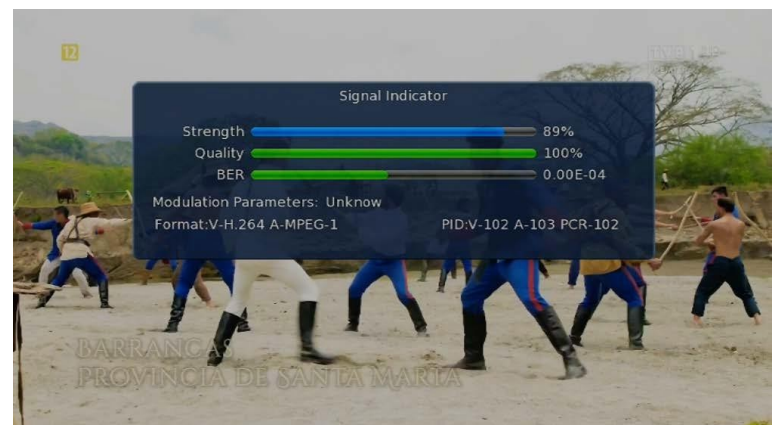 12
Signal Indicator
Strength 89%
Quality 100%
BER 0.00E-04
Modulation Parameters: Unknow
Format:V-H.264 A-MPEG-1 PID:V-102 A-103 PCR-102
BARRANCAS
PROVINCIA DE SANTA MARTA